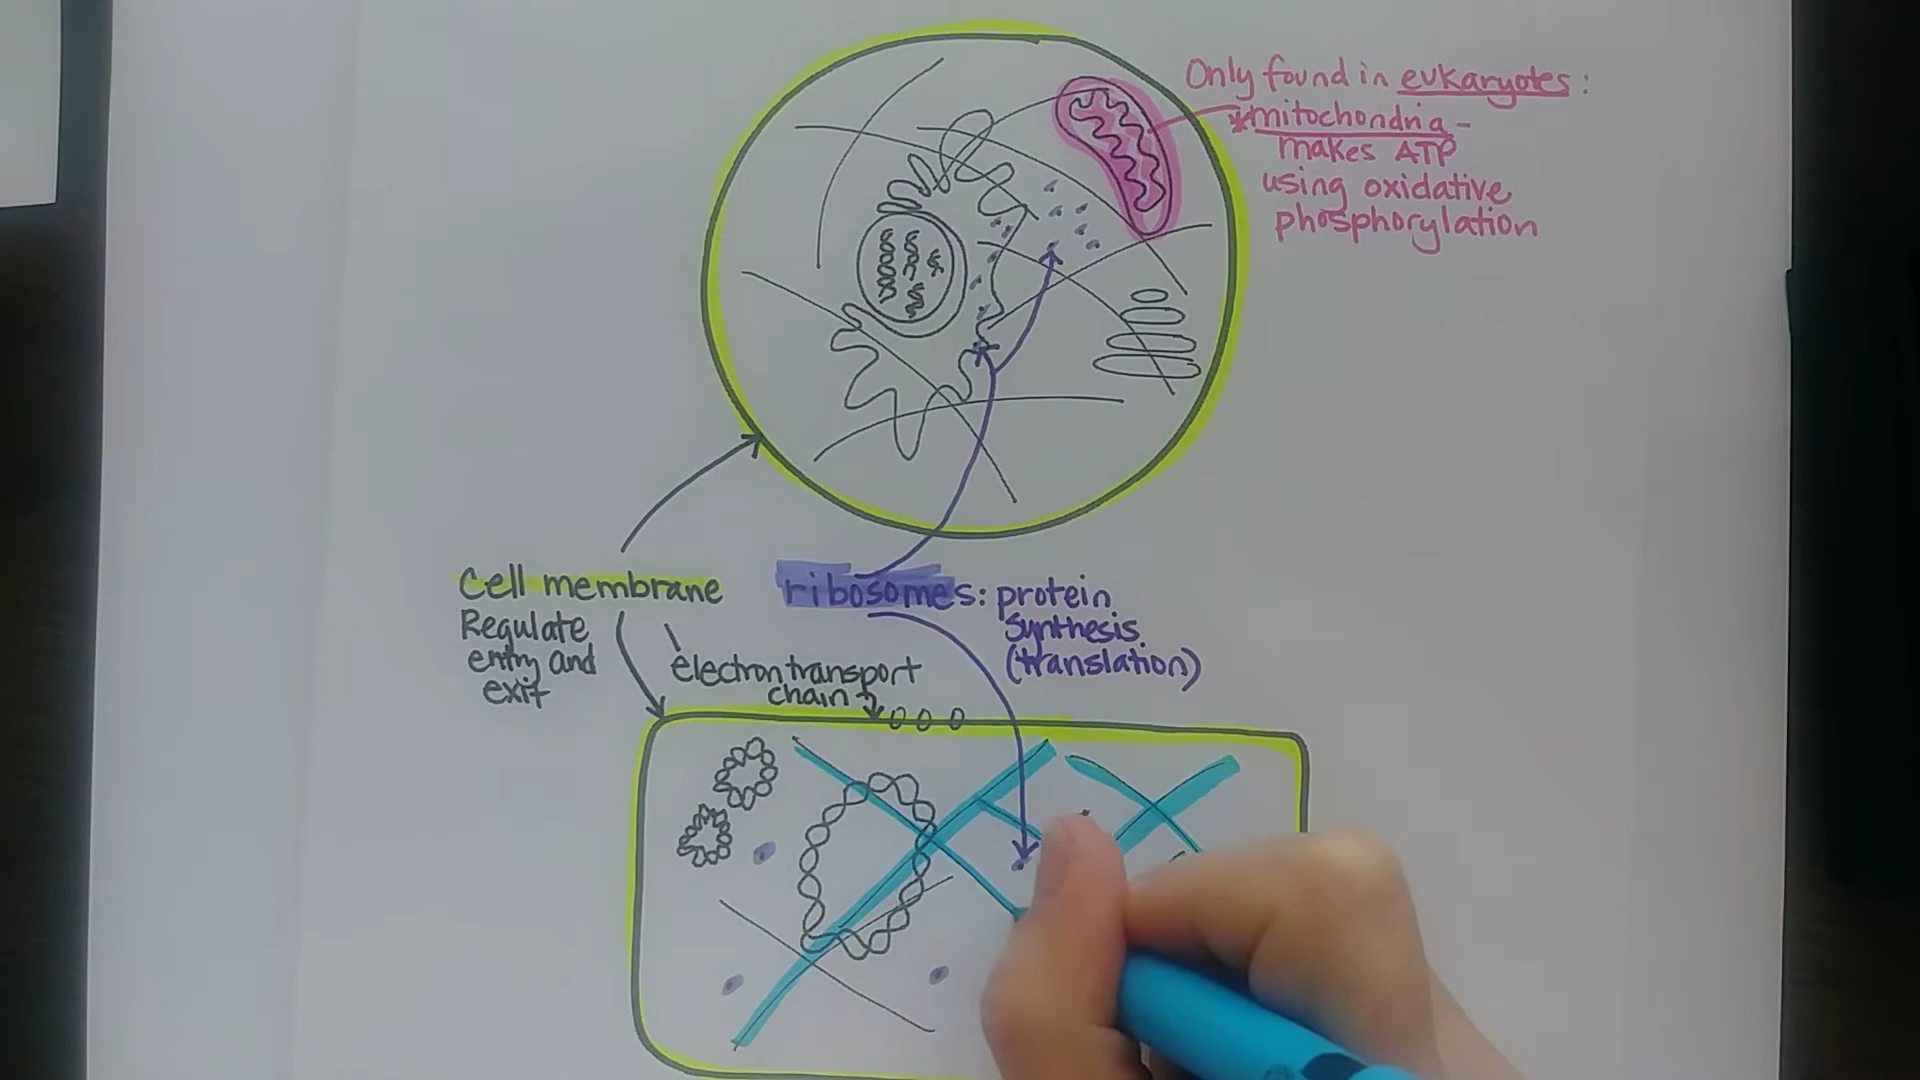 Only found in eukaryotes:
*mitochondria-
makes ATP
using oxidative
phosphorylation
cell membrane
Regulate
entry and
exit
electron transport
chain
ribosomes: protein
synthesis
(translation)